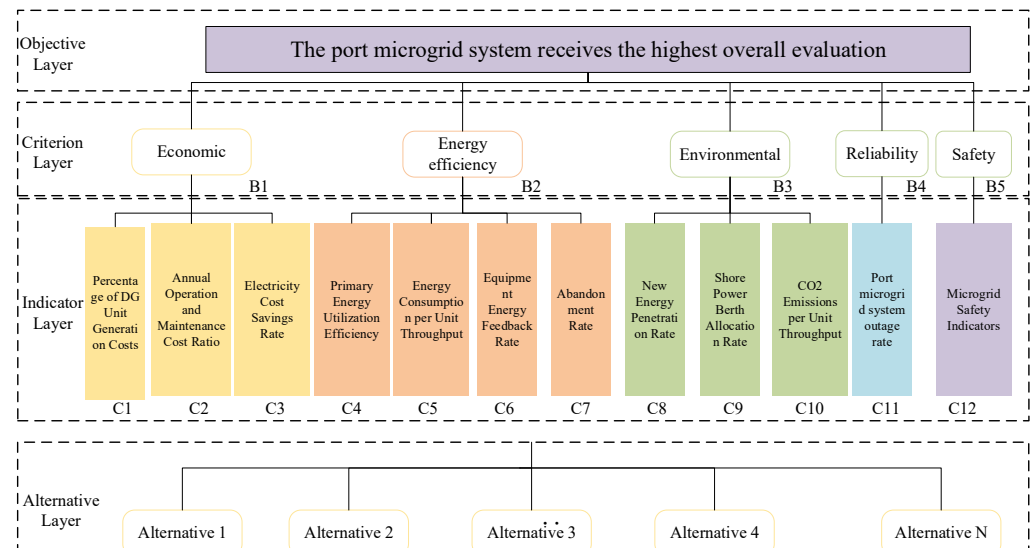 Objective
Layer
The port microgrid system receives the highest overall evaluation
Criterion
Layer
Economic
Energy
efficiency
Environmental
Reliability
Safety
B1
B2
B3
B4
B5
Indicator
Layer
Percenta
ge of DG
Unit
Generati
on Costs
Annual
Operation
and
Maintenance
Cost Ratio
Electricity
Cost
Savings
Rate
Primary
Energy
Utilization
Efficiency
Energy
Consumptio
n per Unit
Throughput
Equipme
nt
Energy
Feedback
Rate
Abandon
ment
Rate
New
Energy
Penetrati
on Rate
Shore
Power
Berth
Allocatio
n Rate
CO2
Emissions
per Unit
Throughput
Port
microgri
d system
outage
rate
Microgrid
Safety
Indicators
C1
C2
C3
C4
C5
C6
C7
C8
C9
C10
C11
C12
Alternative
Layer
Alternative 1
Alternative 2
Alternative 3
. .
Alternative 4
Alternative N